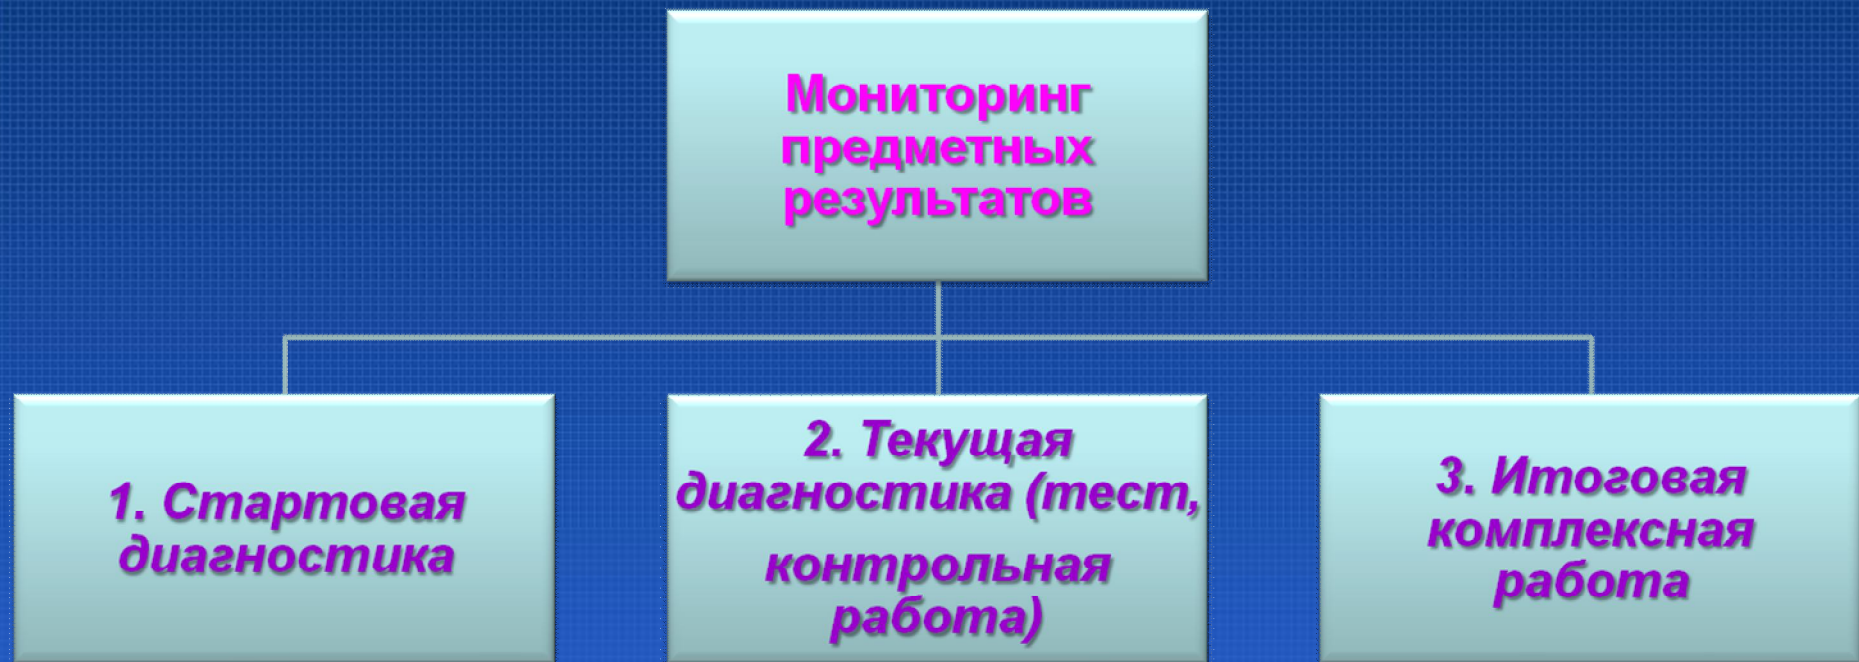 Мониторинг
предметных
результатов
1. Стартовая
диагностика
2. Текущая
диагностика (тест,
контрольная
работа)
3. Итоговая
комплексная
работа